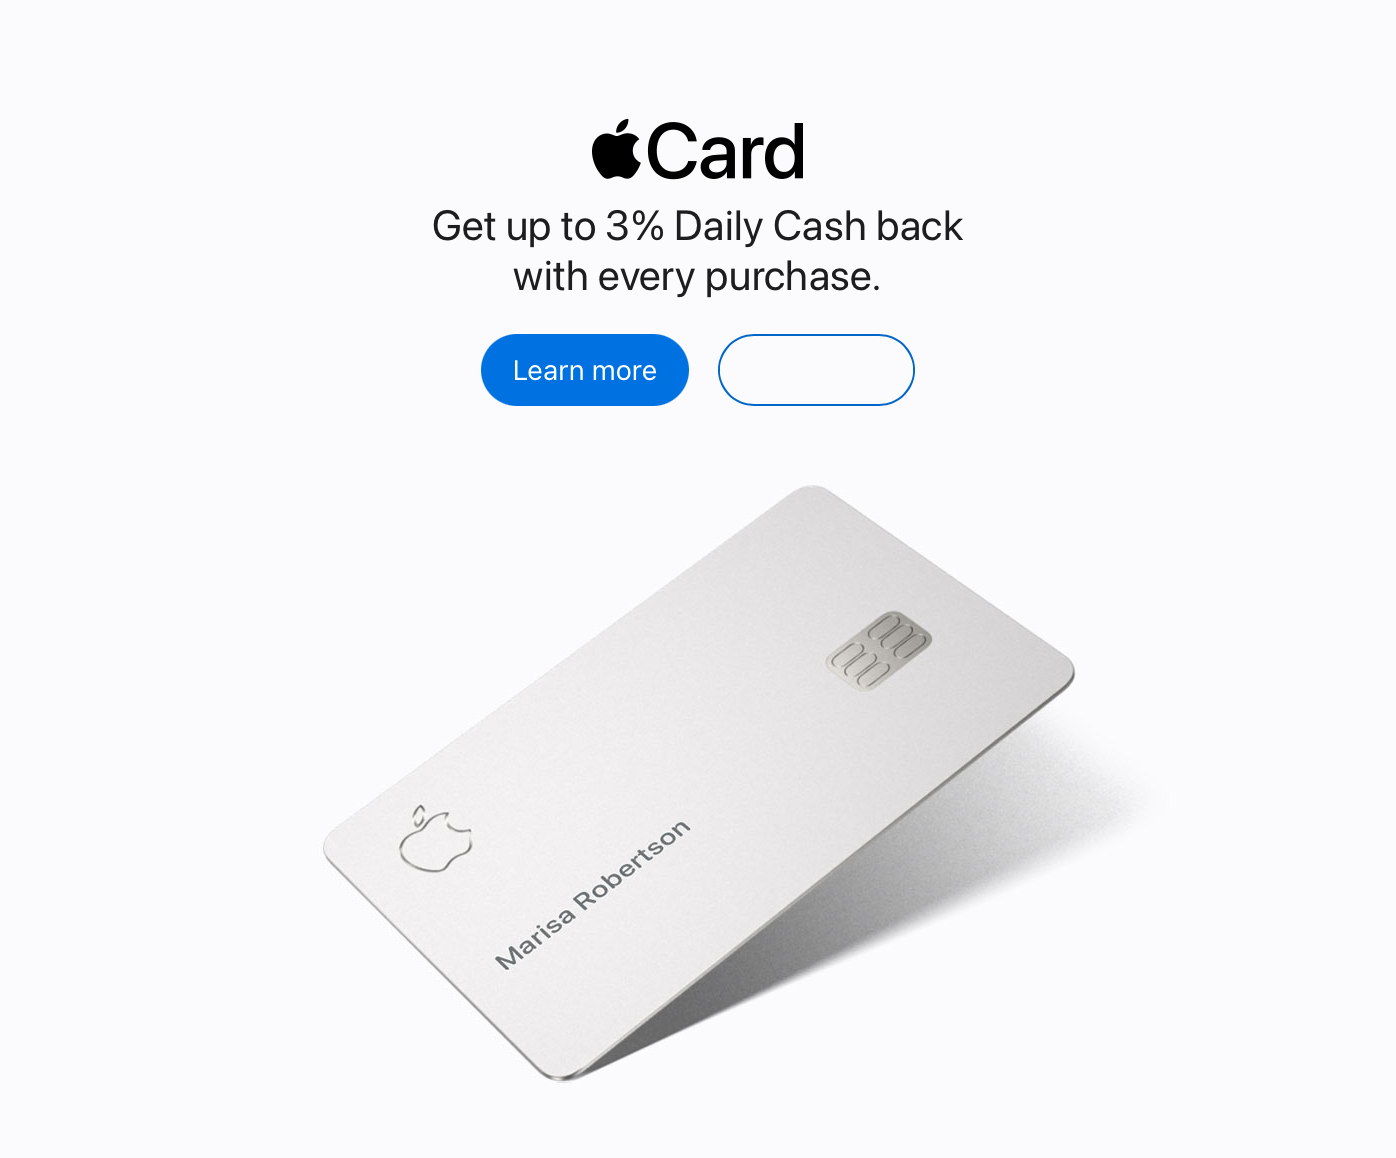 Card
Get up to 3% Daily Cash back
with every purchase.
Learn more
Marisa Robertson